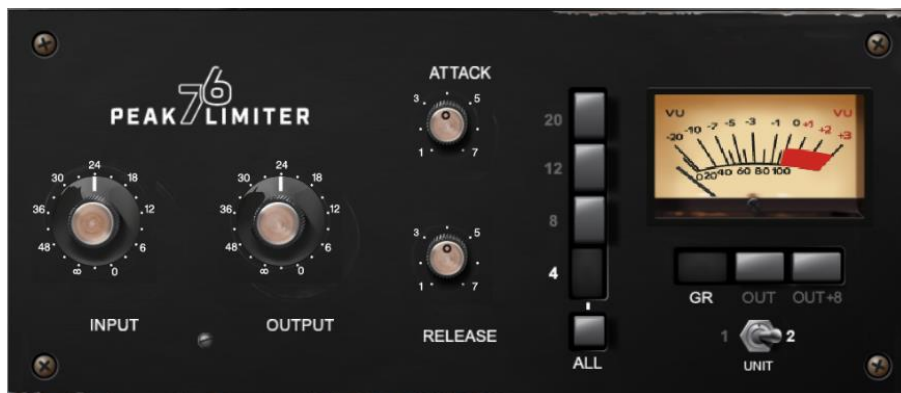 76
PEAK LIMITER
ATTACK
3 5
1 7
24
30 18
36 12
48 6
∞ 0
INPUT
24
30 18
36 12
48 6
∞ 0
OUTPUT
3 5
1 7
RELEASE
20
12
8
4
ALL
VU VU
-20 -10 -7 -5 -3 -1 0 +1 +2 +3
0 20 40 60 80 100
GR OUT OUT+8
1 2
UNIT